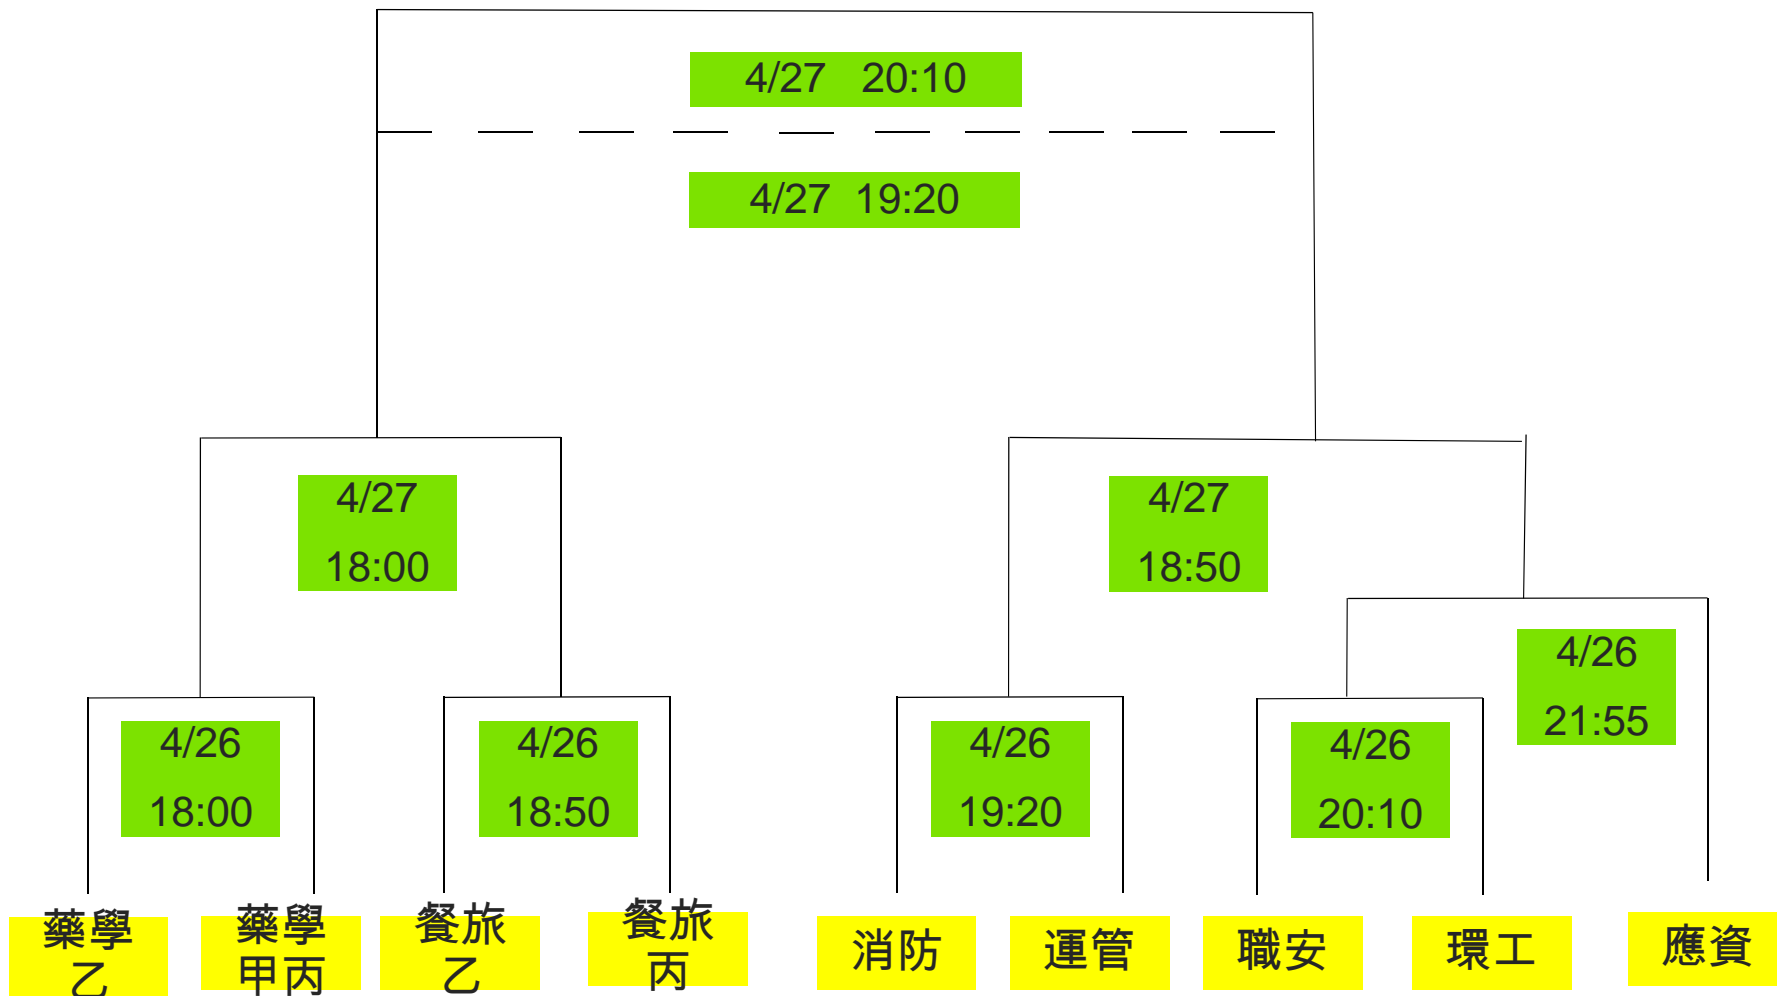 4/27 20:10
4/27 19:20
4/27
18:00
4/27
18:50
4/26
21:55
4/26
18:00
4/26
18:50
4/26
19:20
4/26
20:10
藥學
乙
藥學
甲丙
餐旅
乙
餐旅
丙
消防
運管
職安
環工
應資